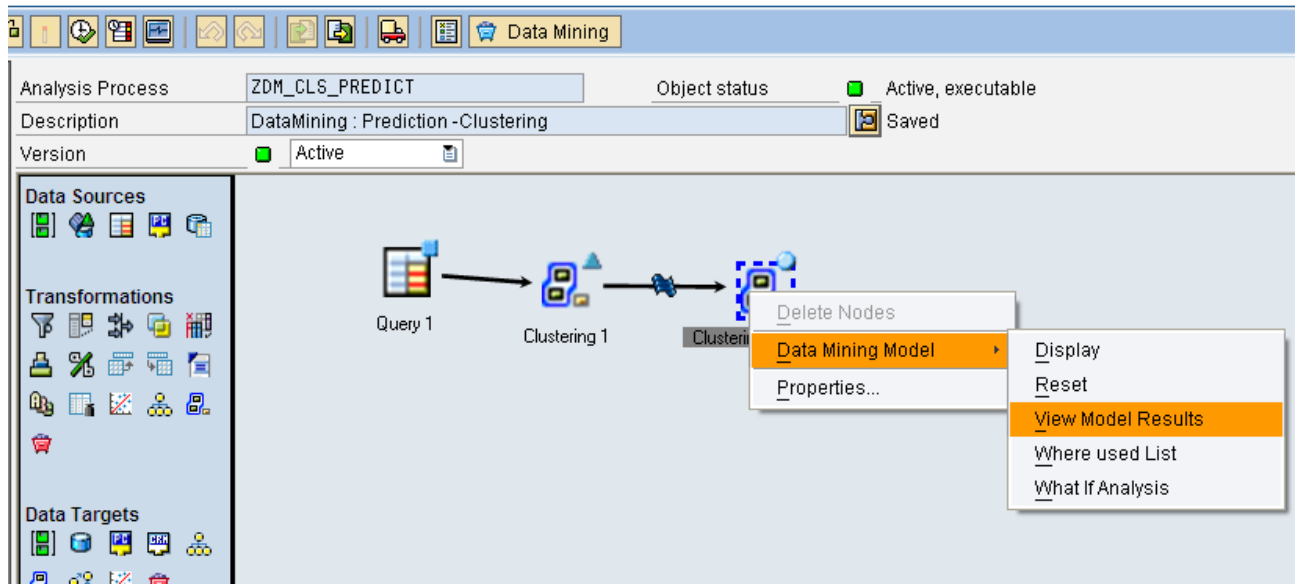 Data Mining
Analysis Process ZDM_CLS_PREDICT Object status Active, executable
Description DataMining : Prediction -Clustering Saved
Version Active
Data Sources
Transformations
Data Targets
Query 1
Clustering 1
Delete Nodes
Data Mining Model
Properties...
Display
Reset
View Model Results
Where used List
What If Analysis